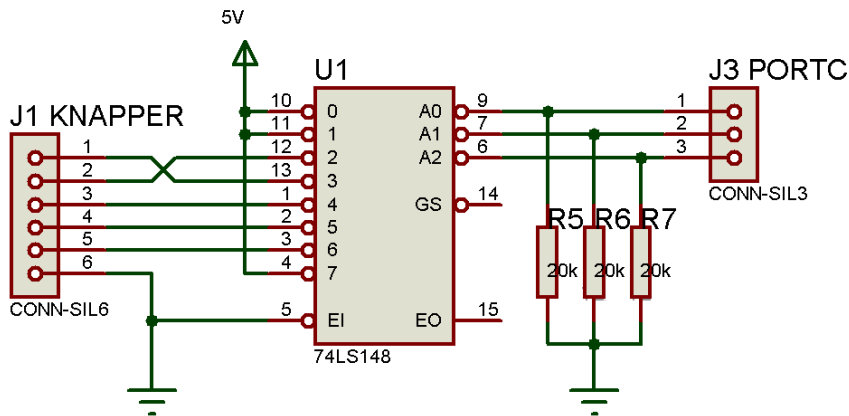 5V
U1
J3 PORTC
J1 KNAPPER
10 0 A0 9 1
11 1 A1 7 2
1 12 2 A2 6 3
2 13 3
3 1 4 GS 14 CONN-SIL3
4 2 5 R5 R6 R7
5 3 6
6 4 7 20k 20k 20k
CONN-SIL6 5 EI EO 15
74LS148